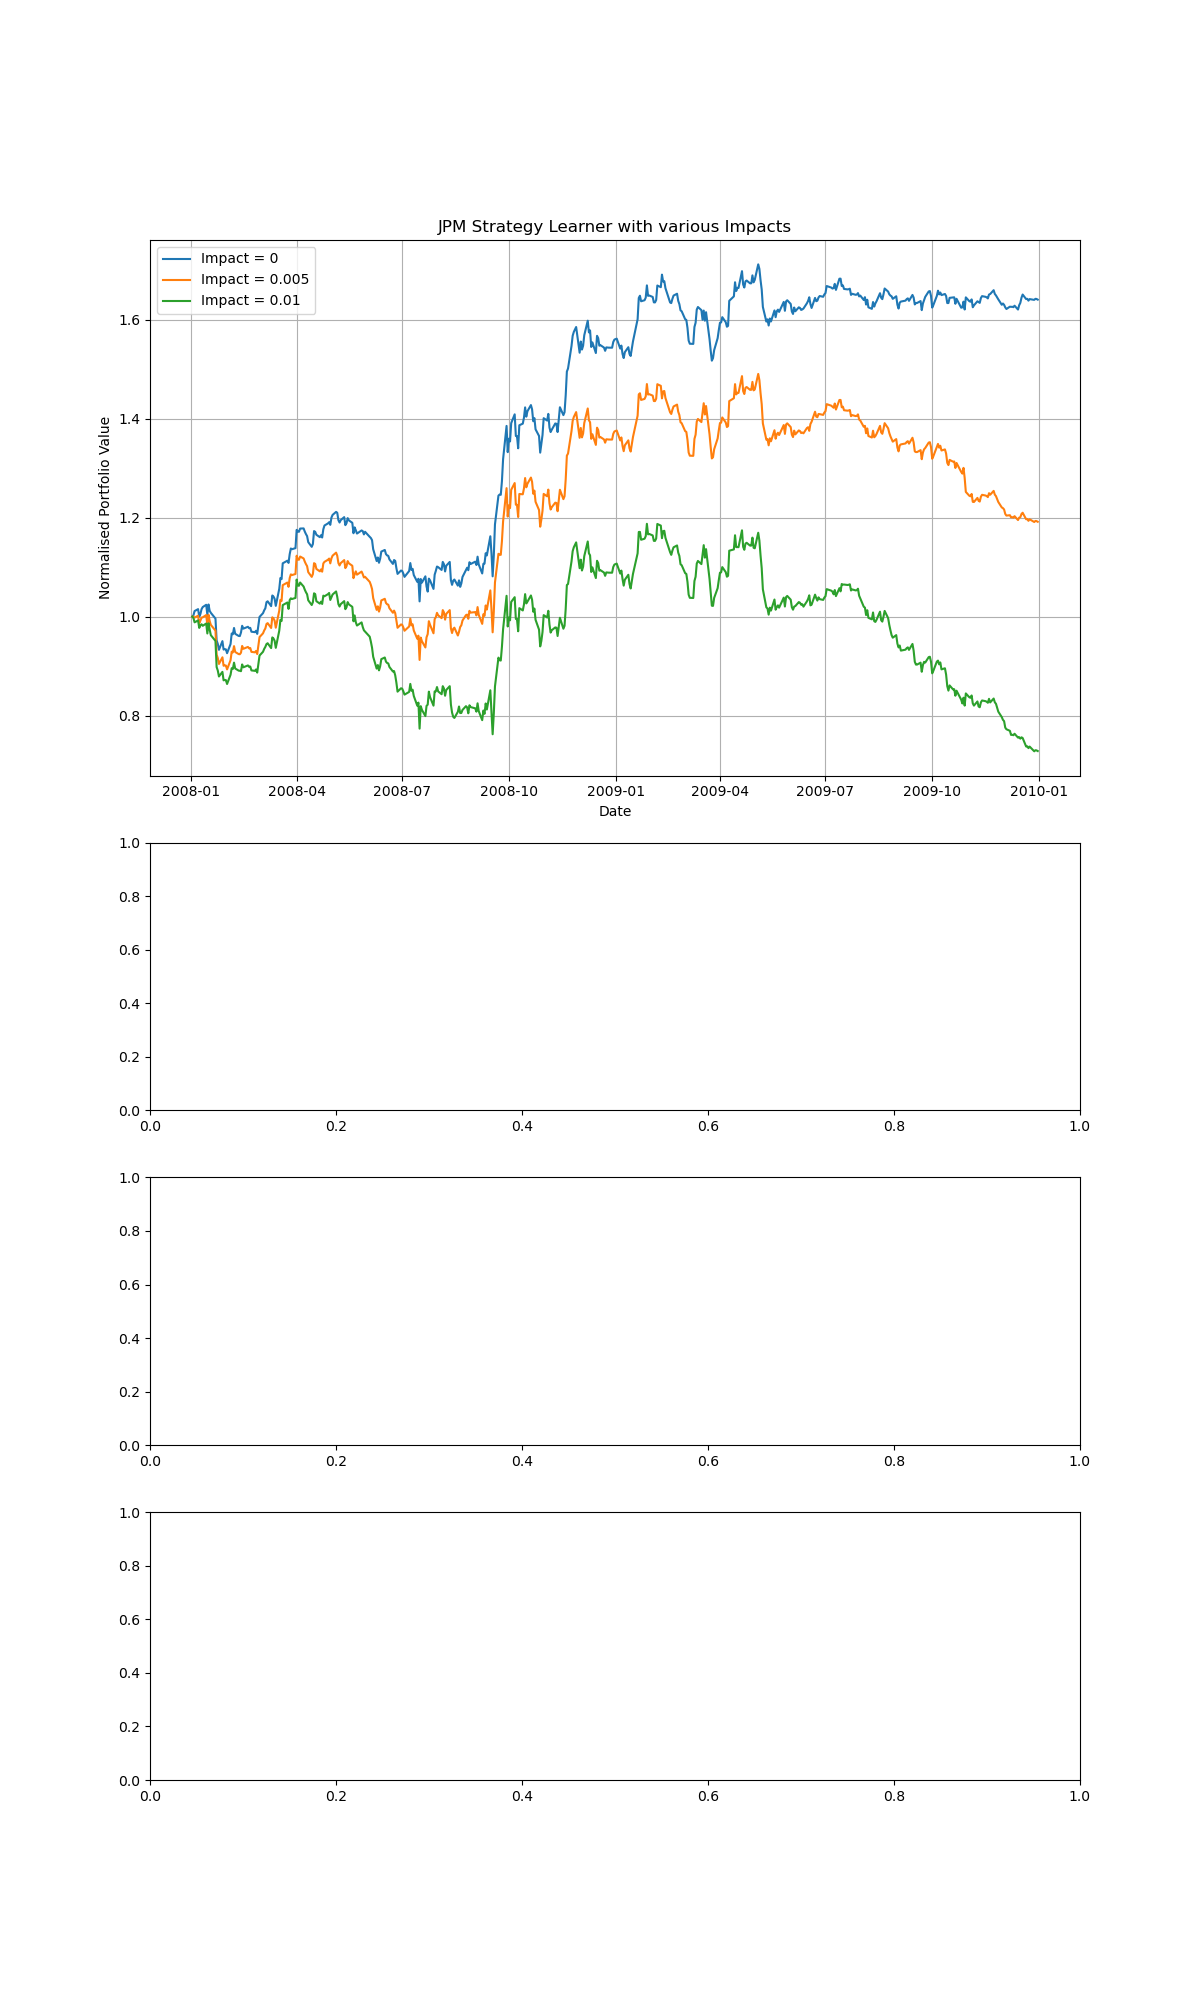 JPM Strategy Learner with various Impacts
Impact = 0
Impact = 0.005
Impact = 0.01
Normalised Portfolio Value
1.6
1.4
1.2
1.0
0.8
2008-01 2008-04 2008-07 2008-10 2009-01 2009-04 2009-07 2009-10 2010-01
Date
1.0
0.8
0.6
0.4
0.2
0.0
0.0 0.2 0.4 0.6 0.8 1.0
1.0
0.8
0.6
0.4
0.2
0.0
0.0 0.2 0.4 0.6 0.8 1.0
1.0
0.8
0.6
0.4
0.2
0.0
0.0 0.2 0.4 0.6 0.8 1.0